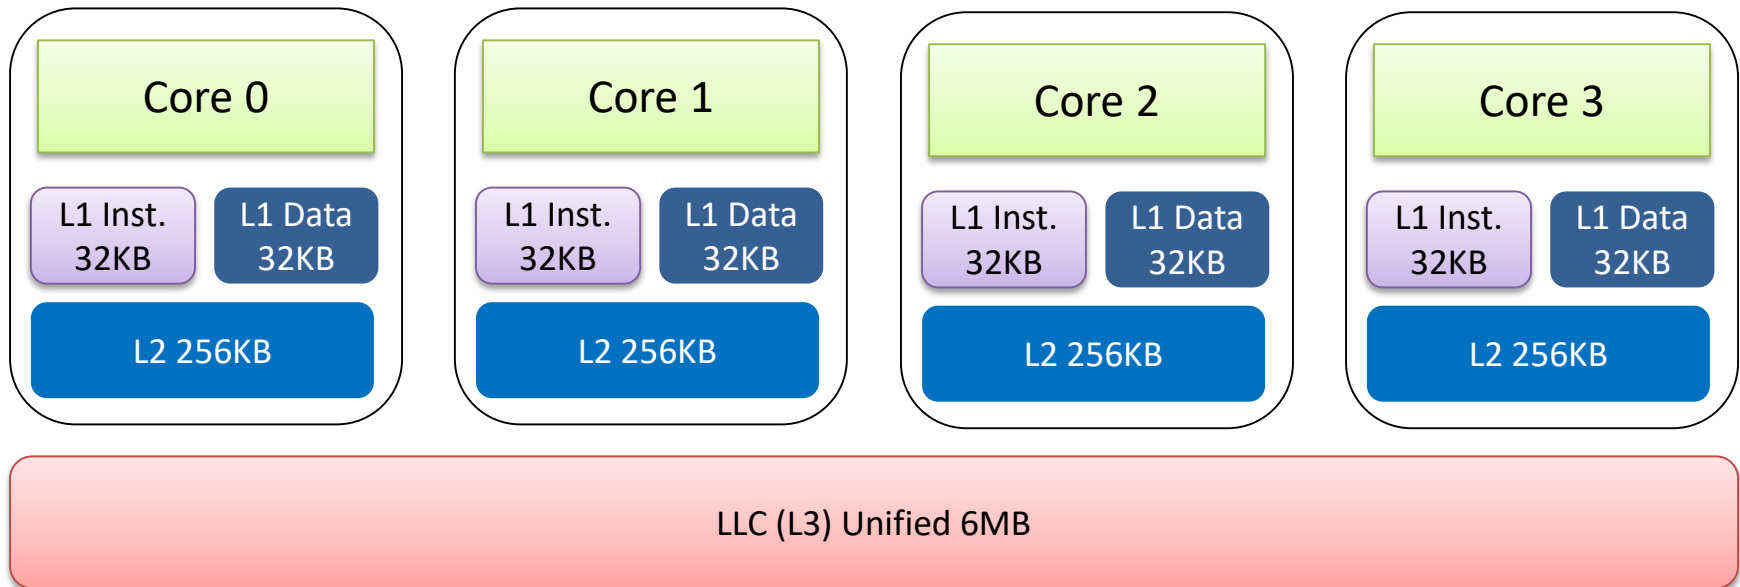 Core 0
L1 Inst.
32KB
L1 Data
32KB
L2 256KB
Core 1
L1 Inst.
32KB
L1 Data
32KB
L2 256KB
Core 2
L1 Inst.
32KB
L1 Data
32KB
L2 256KB
Core 3
L1 Inst.
32KB
L1 Data
32KB
L2 256KB
LLC (L3) Unified 6MB